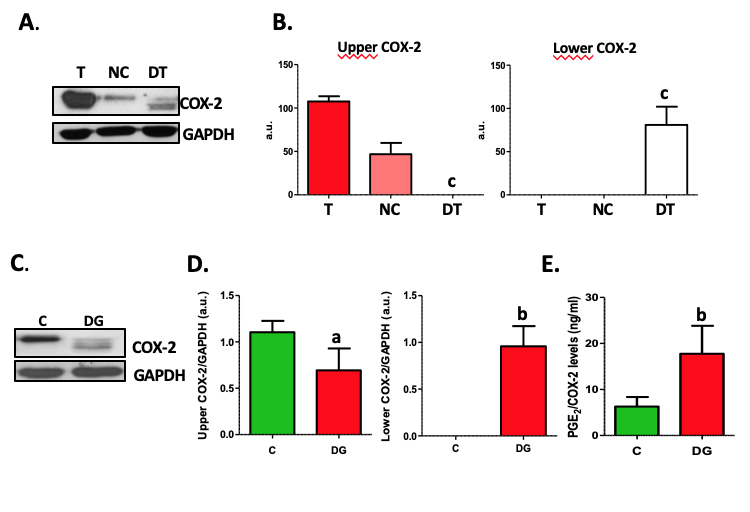 A.
T NC DT
COX-2
GAPDH
B.
Upper COX-2
150
100
50
0
a.u.
c
T NC DT
Lower COX-2
150
100
50
0
a.u.
c
T NC DT
C.
C DG
COX-2
GAPDH
D.
Upper COX-2/GAPDH (a.u.)
1.5
1.0
0.5
0.0
a
C DG
Lower COX-2/GAPDH (a.u.)
1.5
1.0
0.5
0.0
b
C DG
E.
PGE₂/COX-2 levels (ng/ml)
30
20
10
0
b
C DG